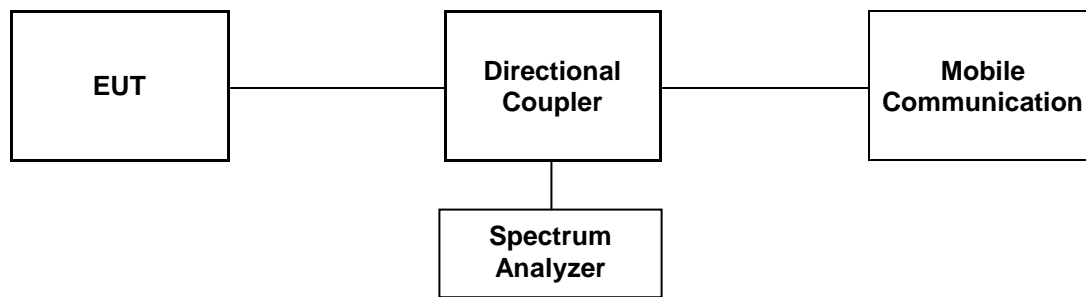 EUT
Directional
Coupler
Mobile
Communication
Spectrum
Analyzer